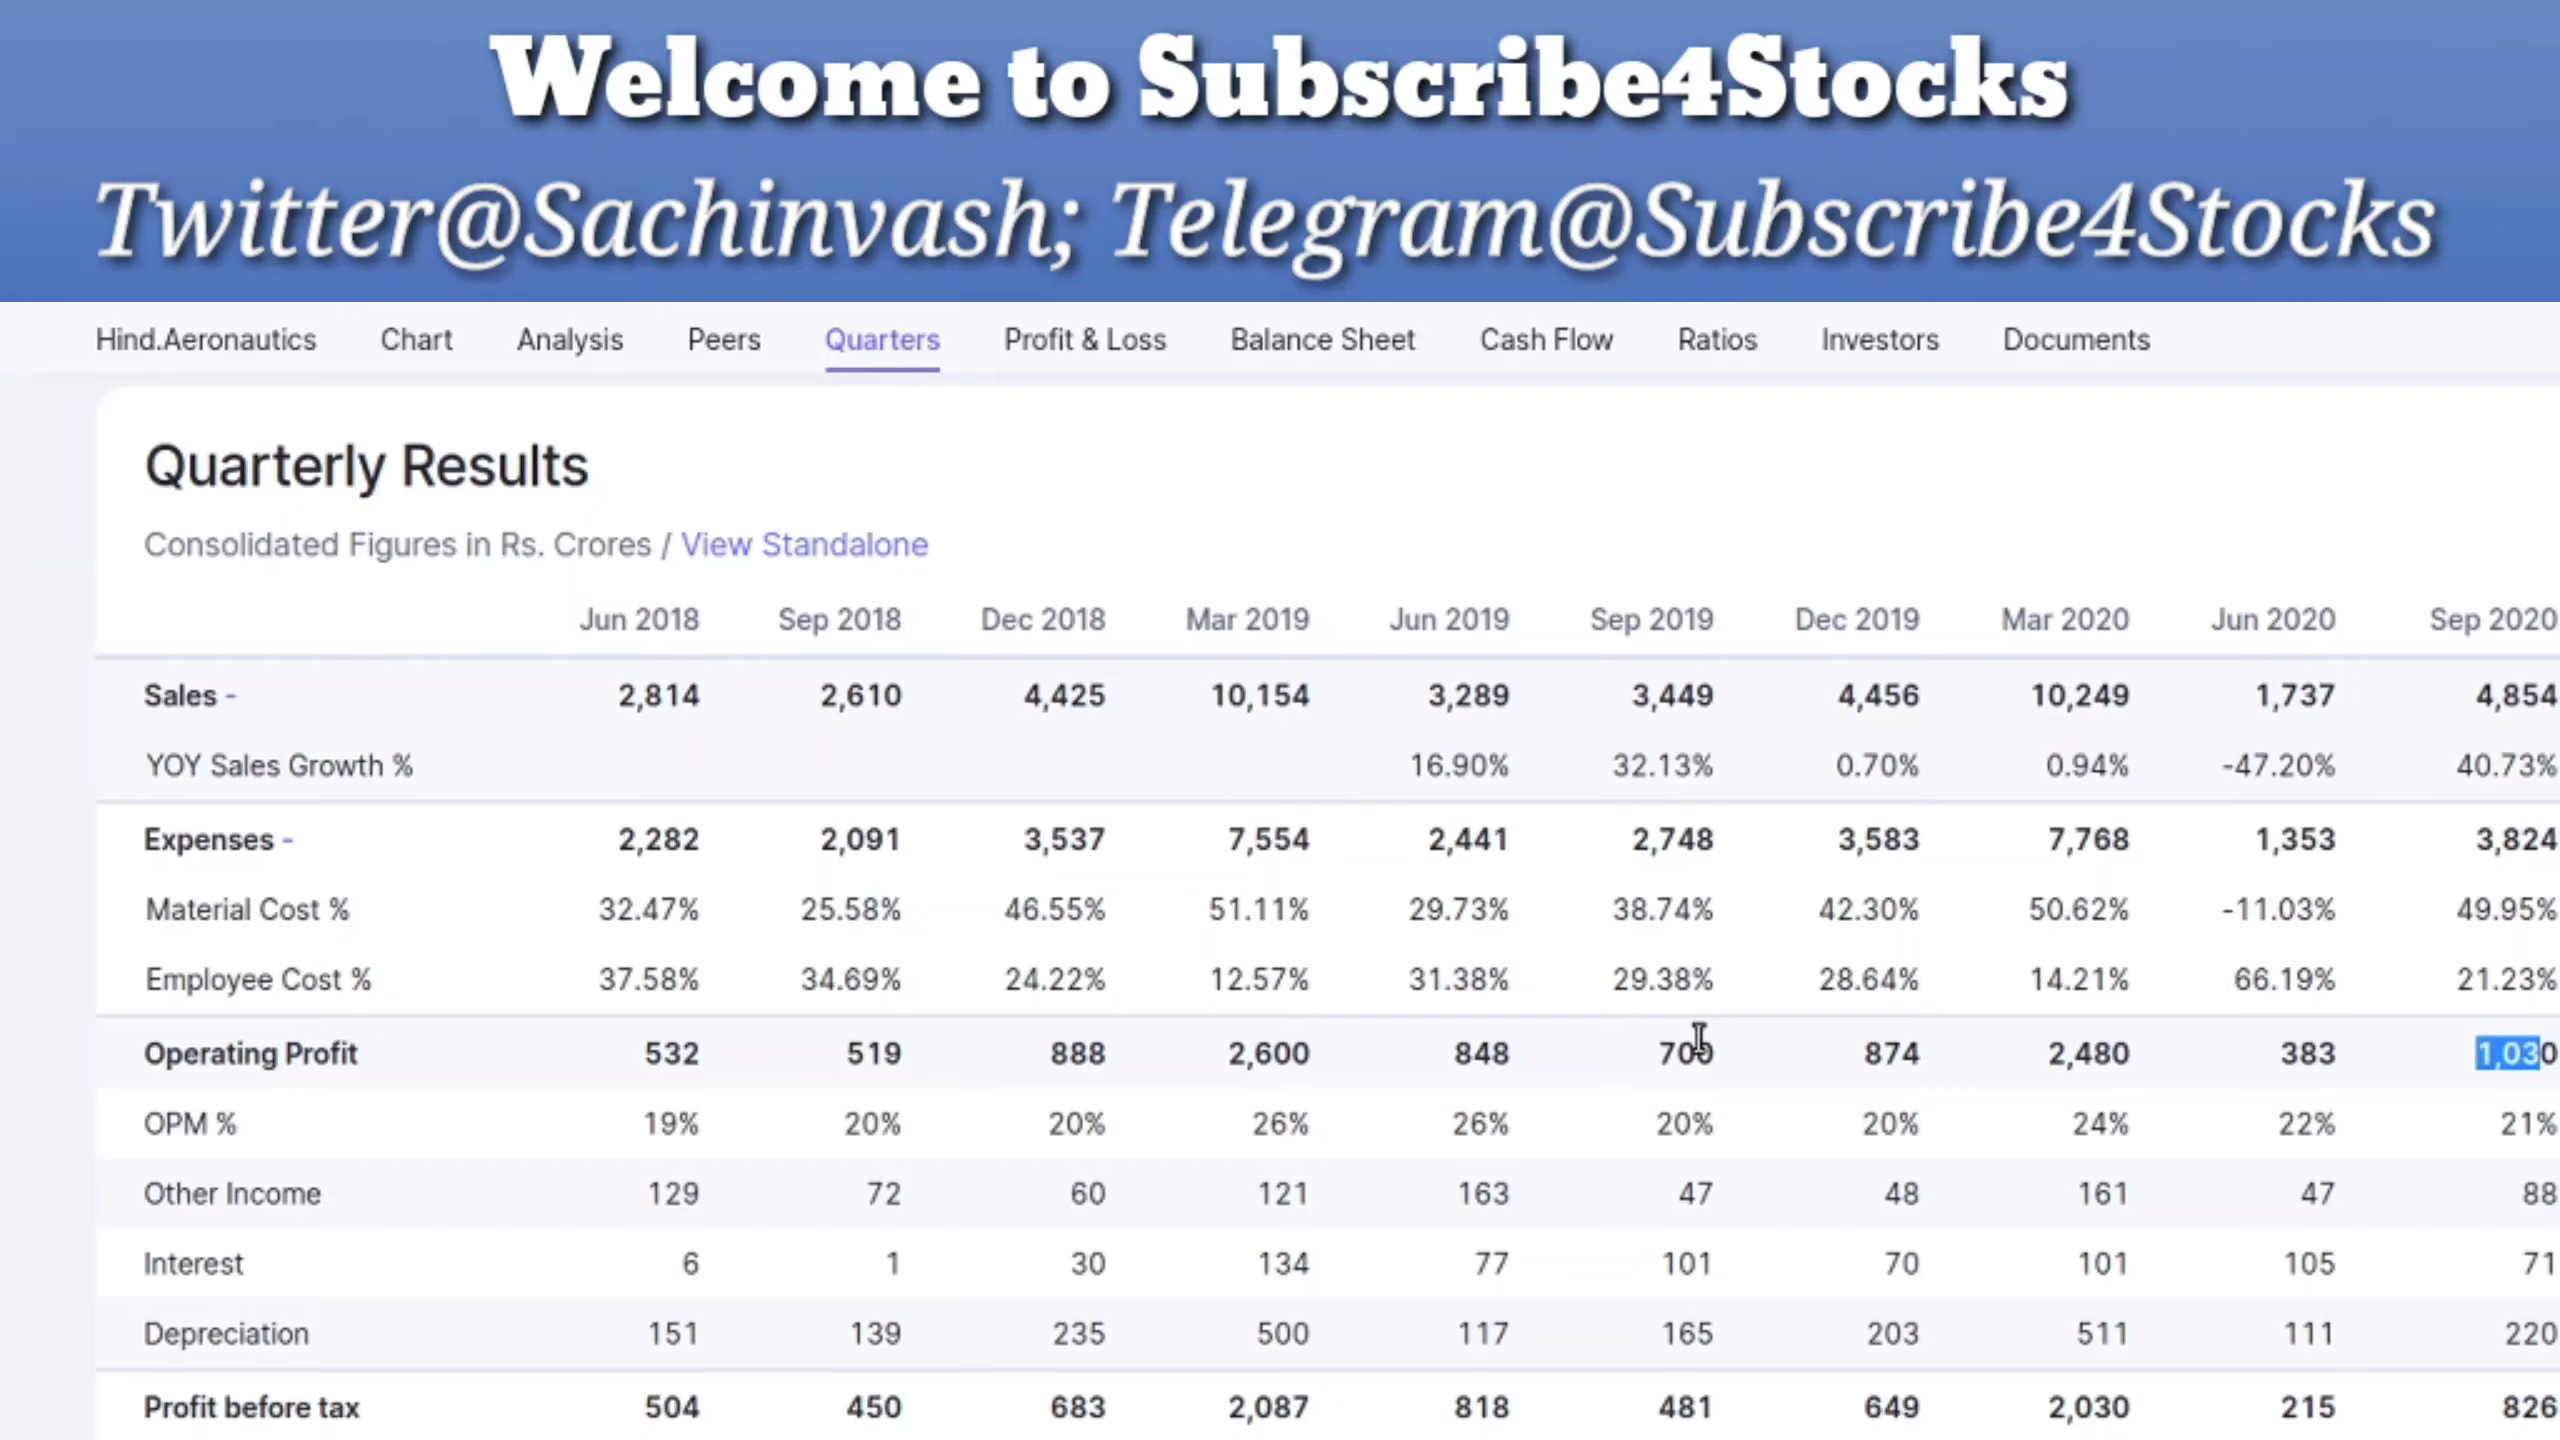 Welcome to Subscribe4Stocks
Twitter@Sachinvash; Telegram@Subscribe4Stocks
Hind.Aeronautics Chart Analysis Peers Quarters Profit & Loss Balance Sheet Cash Flow Ratios Investors Documents
Quarterly Results
Consolidated Figures in Rs. Crores / View Standalone
Jun 2018 Sep 2018 Dec 2018 Mar 2019 Jun 2019 Sep 2019 Dec 2019 Mar 2020 Jun 2020 Sep 2020
Sales - 2,814 2,610 4,425 10,154 3,289 3,449 4,456 10,249 1,737 4,854
YOY Sales Growth % 16.90% 32.13% 0.70% 0.94% -47.20% 40.73%
Expenses - 2,282 2,091 3,537 7,554 2,441 2,748 3,583 7,768 1,353 3,824
Material Cost % 32.47% 25.58% 46.55% 51.11% 29.73% 38.74% 42.30% 50.62% -11.03% 49.95%
Employee Cost % 37.58% 34.69% 24.22% 12.57% 31.38% 29.38% 28.64% 14.21% 66.19% 21.23%
Operating Profit 532 519 888 2,600 848 700 874 2,480 383 1,030
OPM % 19% 20% 20% 26% 26% 20% 20% 24% 22% 21%
Other Income 129 72 60 121 163 47 48 161 47 88
Interest 6 1 30 134 77 101 70 101 105 71
Depreciation 151 139 235 500 117 165 203 511 111 220
Profit before tax 504 450 683 2,087 818 481 649 2,030 215 826